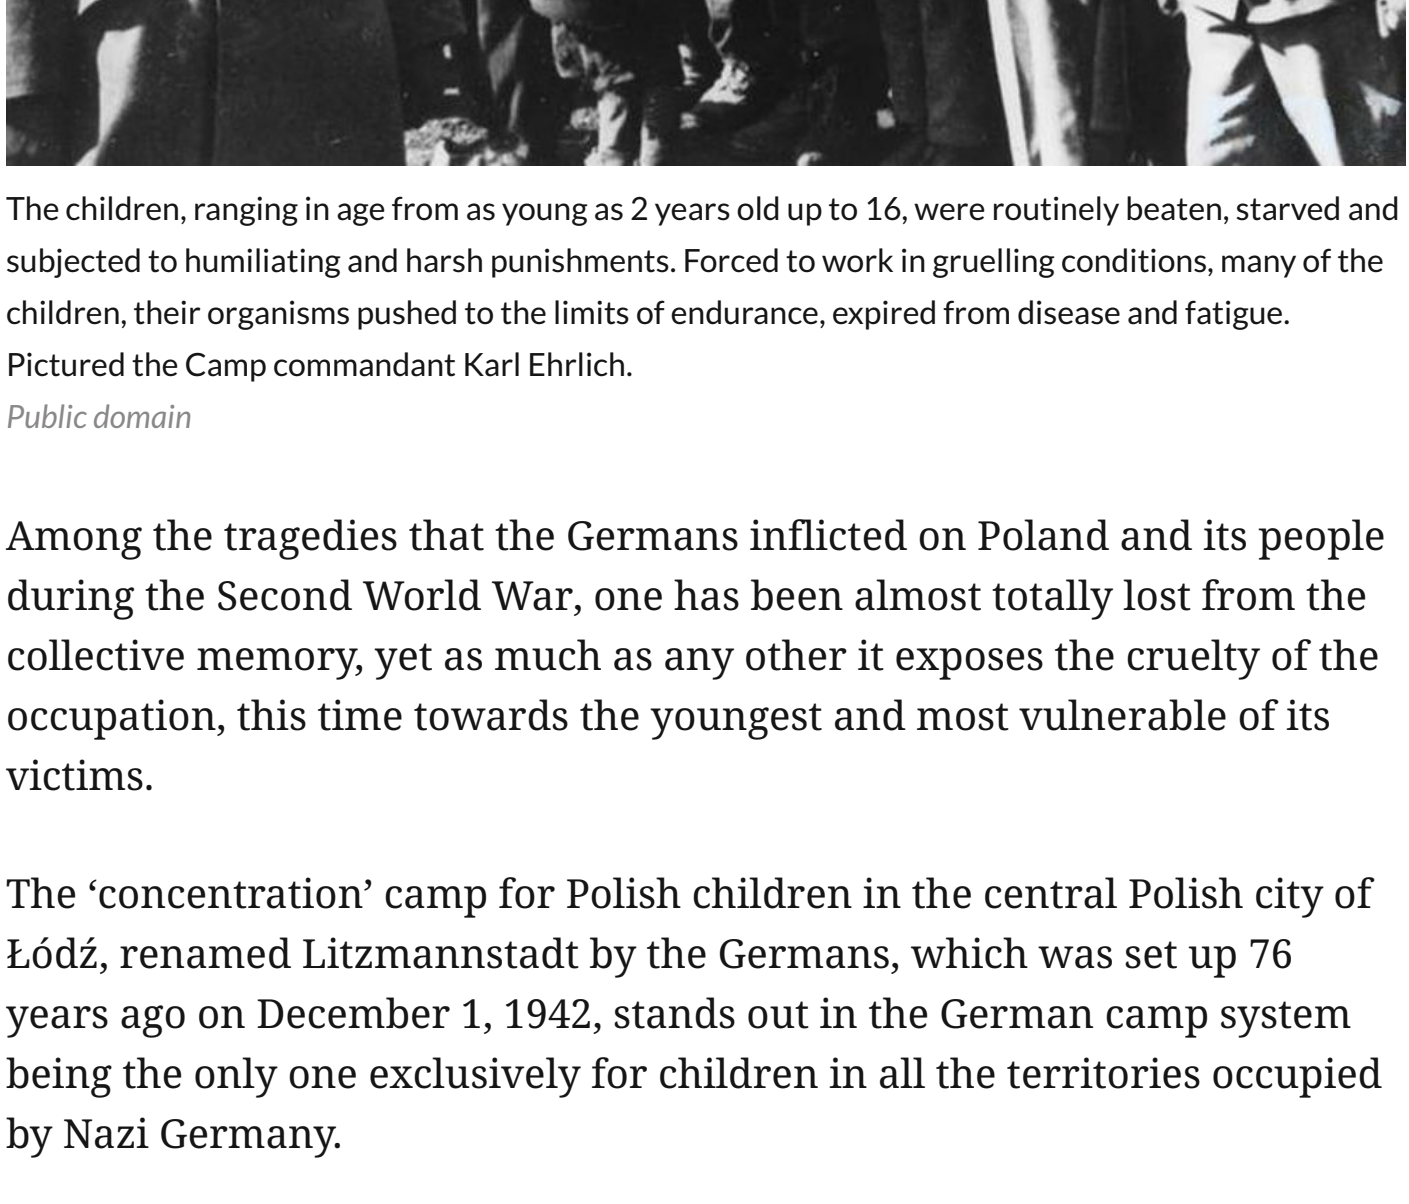 The children, ranging in age from as young as 2 years old up to 16, were routinely beaten, starved and
subjected to humiliating and harsh punishments. Forced to work in gruelling conditions, many of the
children, their organisms pushed to the limits of endurance, expired from disease and fatigue.
Pictured the Camp commandant Karl Ehrlich.
Public domain
Among the tragedies that the Germans inflicted on Poland and its people
during the Second World War, one has been almost totally lost from the
collective memory, yet as much as any other it exposes the cruelty of the
occupation, this time towards the youngest and most vulnerable of its
victims.
The ‘concentration’ camp for Polish children in the central Polish city of
Łódź, renamed Litzmannstadt by the Germans, which was set up 76
years ago on December 1, 1942, stands out in the German camp system
being the only one exclusively for children in all the territories occupied
by Nazi Germany.